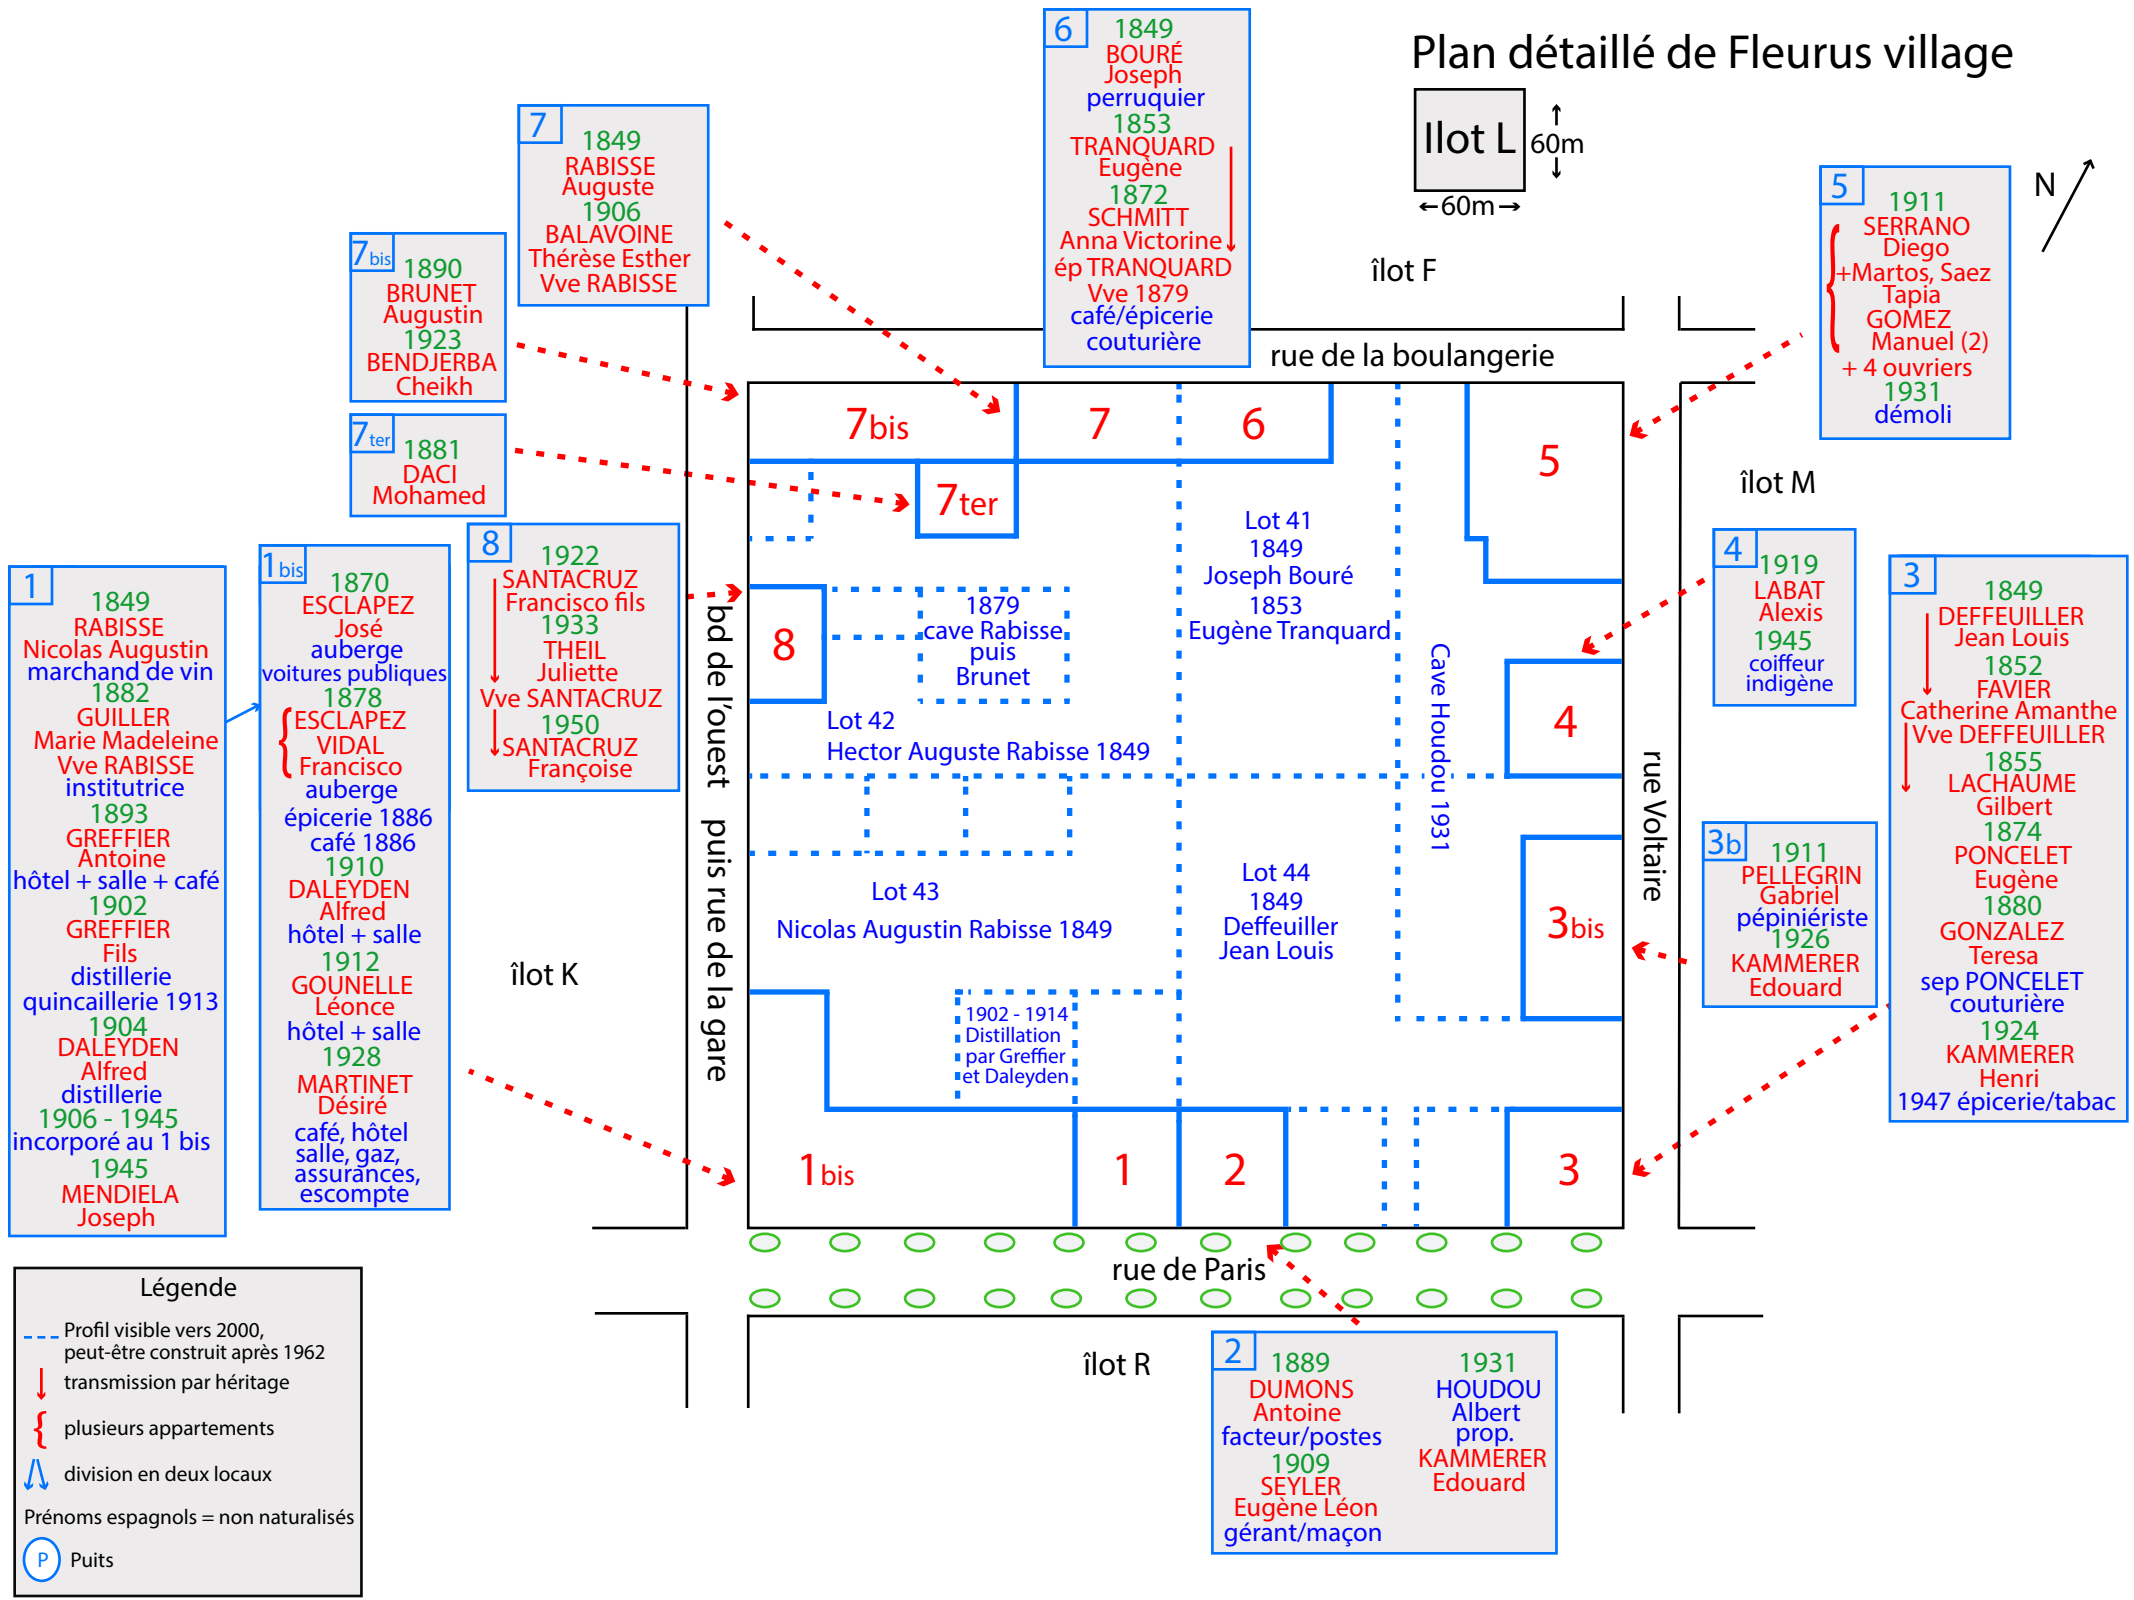 Plan détaillé de Fleurus village
Ilot L
60m
60m
N
6
1849
BOURÉ
Joseph
perruquier
1853
TRANQUARD
Eugène
1872
SCHMITT
Anna Victorine
ép TRANQUARD
Vve 1879
café/épicerie
couturière
7
1849
RABISSE
Auguste
1906
BALAVOINE
Thérèse Esther
Vve RABISSE
7bis
1890
BRUNET
Augustin
1923
BENDJERBA
Cheikh
7ter
1881
DACI
Mohamed
5
1911
SERRANO
Diego
+Martos, Saez
Tapia
GOMEZ
Manuel (2)
+ 4 ouvriers
1931
démoli
îlot F
rue de la boulangerie
7bis
7
6
5
7ter
îlot M
8
1922
SANTACRUZ
Francisco fils
1933
THEIL
Juliette
Vve SANTACRUZ
1950
SANTACRUZ
Françoise
1
1849
RABISSE
Nicolas Augustin
marchand de vin
1882
GUILLER
Marie Madeleine
Vve RABISSE
institutrice
1893
GREFFIER
Antoine
hôtel + salle + café
1902
GREFFIER
Fils
distillerie
quincaillerie 1913
1904
DALEYDEN
Alfred
distillerie
1906 - 1945
incorporé au 1 bis
1945
MENDIELA
Joseph
1bis
1870
ESCLAPEZ
José
auberge
voitures publiques
1878
ESCLAPEZ
VIDAL
Francisco
auberge
épicerie 1886
café 1886
1910
DALEYDEN
Alfred
hôtel + salle
1912
GOUNELLE
Léonce
hôtel + salle
1928
MARTINET
Désiré
café, hôtel
salle, gaz,
assurances,
escompte
bd de l'ouest puis rue de la gare
8
1879
cave Rabisse
puis
Brunet
Lot 41
1849
Joseph Bouré
1853
Eugène Tranquard
Lot 42
Hector Auguste Rabisse 1849
Cave Houdou 1931
4
rue Voltaire
4
1919
LABAT
Alexis
1945
coiffeur
indigène
3
1849
DEFFEUILLER
Jean Louis
1852
FAVIER
Catherine Amanthe
Vve DEFFEUILLER
1855
LACHAUME
Gilbert
1874
PONCELET
Eugène
1880
GONZALEZ
Teresa
sep PONCELET
couturière
1924
KAMMERER
Henri
1947 épicerie/tabac
3b
1911
PELLEGRIN
Gabriel
pépiniériste
1926
KAMMERER
Edouard
Lot 43
Nicolas Augustin Rabisse 1849
Lot 44
1849
Deffeuiller
Jean Louis
3bis
îlot K
1902 - 1914
Distillation
par Greffier
et Daleyden
1bis
1
2
3
rue de Paris
îlot R
2
1889
DUMONS
Antoine
facteur/postes
1909
SEYLER
Eugène Léon
gérant/maçon
1931
HOUDOU
Albert
prop.
KAMMERER
Edouard
Légende
Profil visible vers 2000,
peut-être construit après 1962
transmission par héritage
plusieurs appartements
division en deux locaux
Prénoms espagnols = non naturalisés
P Puits